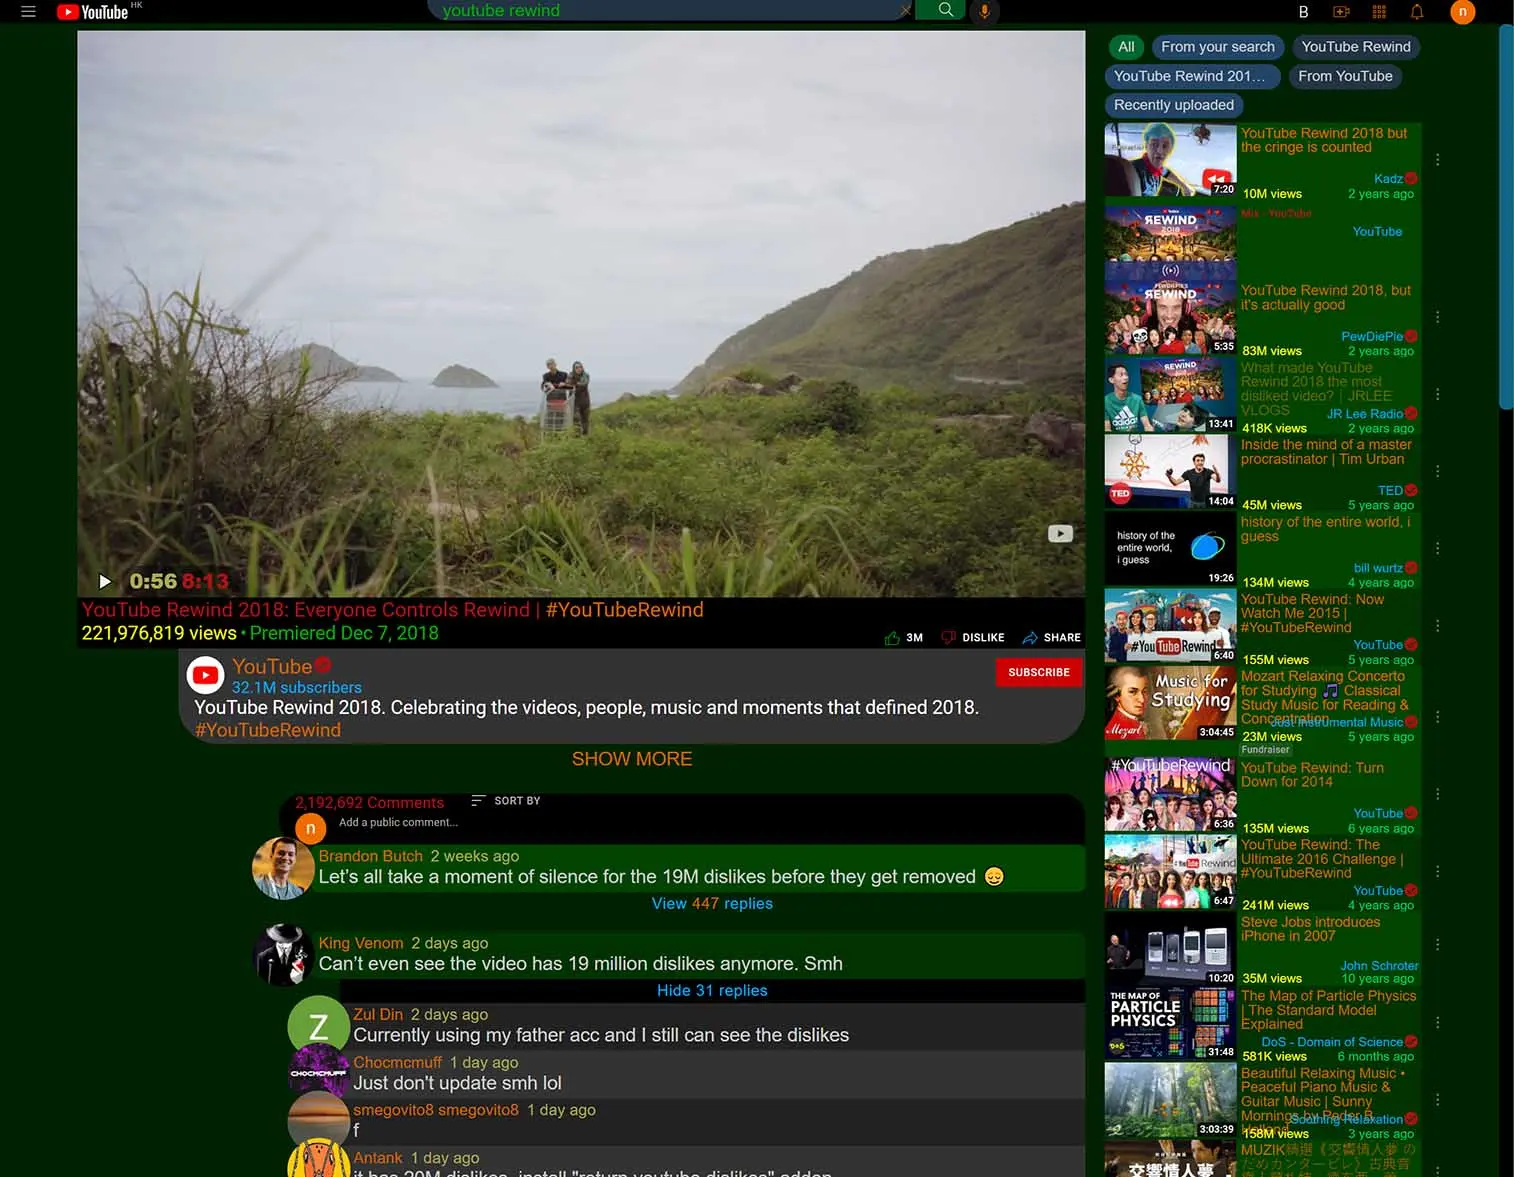 YouTube HK
youtube rewind
B
n
0:56 8:13
YouTube Rewind 2018: Everyone Controls Rewind | #YouTubeRewind
221,976,819 views • Premiered Dec 7, 2018
3M DISLIKE SHARE
YouTube
32.1M subscribers
SUBSCRIBE
YouTube Rewind 2018. Celebrating the videos, people, music and moments that defined 2018.
#YouTubeRewind
SHOW MORE
2,192,692 Comments SORT BY
n
Add a public comment...
Brandon Butch 2 weeks ago
Let's all take a moment of silence for the 19M dislikes before they get removed 😌
View 447 replies
King Venom 2 days ago
Can't even see the video has 19 million dislikes anymore. Smh
Hide 31 replies
Z
Zul Din 2 days ago
Currently using my father acc and I still can see the dislikes
CHOCMCMUFF
Chocmcmuff 1 day ago
Just don't update smh lol
smegovito8 smegovito8 1 day ago
f
Antank 1 day ago
it has 20M dislikes, install "return youtube dislikes" addon
All From your search YouTube Rewind
YouTube Rewind 201... From YouTube
Recently uploaded
7:20
YouTube Rewind 2018 but
the cringe is counted
Kadz
10M views 2 years ago
REWIND
2018
Mix - YouTube
YouTube
PEWDIEPIE'S
REWIND
5:35
YouTube Rewind 2018, but
it's actually good
PewDiePie
83M views 2 years ago
REWIND
adidas
13:41
What made YouTube
Rewind 2018 the most
disliked video? | JRLEE
VLOGS
JR Lee Radio
418K views 2 years ago
TED
14:04
Inside the mind of a master
procrastinator | Tim Urban
TED
45M views 5 years ago
history of the
entire world,
i guess
19:26
history of the entire world, i
guess
bill wurtz
134M views 4 years ago
#YouTubeRewind
6:40
YouTube Rewind: Now
Watch Me 2015 |
#YouTubeRewind
YouTube
155M views 5 years ago
Music for
Studying
Mozart
3:04:45
Mozart Relaxing Concerto
for Studying 🎵 Classical
Study Music for Reading &
Concentration
Just Instrumental Music
23M views 5 years ago
Fundraiser
#YouTubeRewind
6:36
YouTube Rewind: Turn
Down for 2014
YouTube
135M views 6 years ago
YouTube Rewind
6:47
YouTube Rewind: The
Ultimate 2016 Challenge |
#YouTubeRewind
YouTube
241M views 4 years ago
10:20
Steve Jobs introduces
iPhone in 2007
John Schroter
35M views 10 years ago
THE MAP OF
PARTICLE
PHYSICS
DoS
31:48
The Map of Particle Physics
| The Standard Model
Explained
DoS - Domain of Science
581K views 6 months ago
3:03:39
Beautiful Relaxing Music •
Peaceful Piano Music &
Guitar Music | Sunny
Mornings by Peder B.
Helland
Soothing Relaxation
158M views 3 years ago
交響情人夢
MUZIK精選《交響情人夢 の
だめカンタービレ》古典音